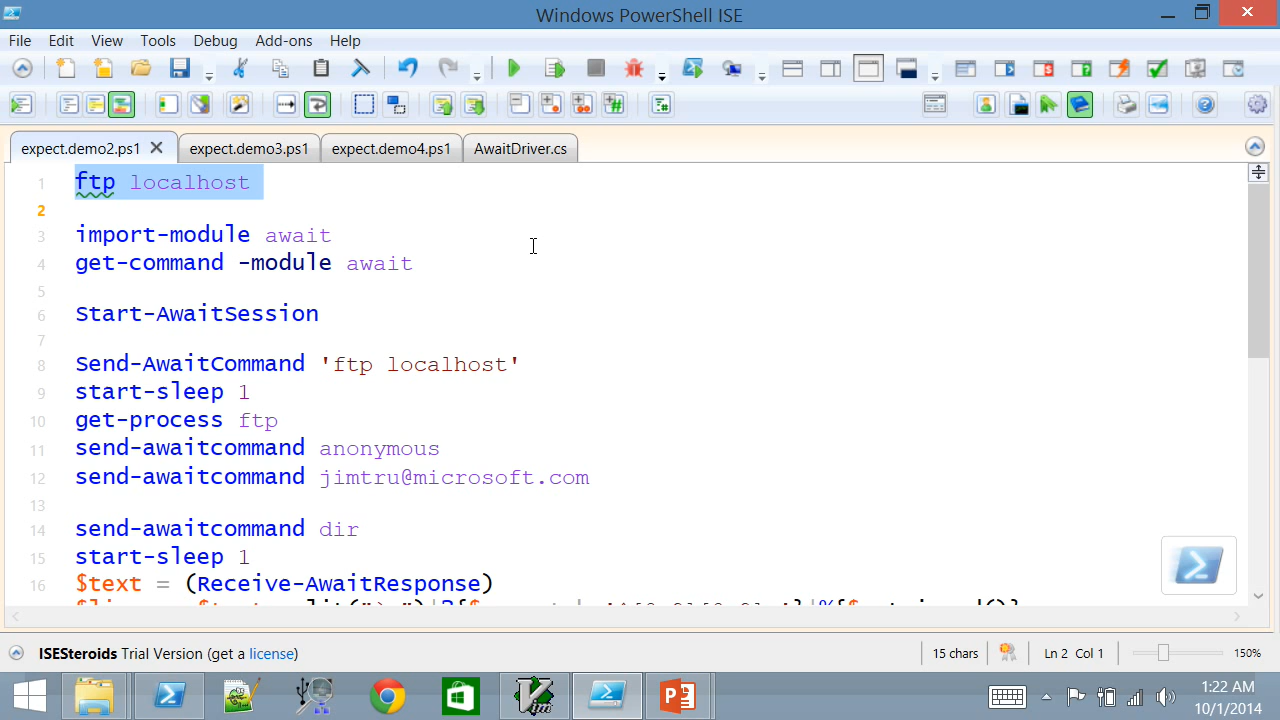 Windows PowerShell ISE
File Edit View Tools Debug Add-ons Help
expect.demo2.ps1 expect.demo3.ps1 expect.demo4.ps1 AwaitDriver.cs
1 ftp localhost
2
3 import-module await
4 get-command -module await
5
6 Start-AwaitSession
7
8 Send-AwaitCommand 'ftp localhost'
9 start-sleep 1
10 get-process ftp
11 send-awaitcommand anonymous
12 send-awaitcommand jimtru@microsoft.com
13
14 send-awaitcommand dir
15 start-sleep 1
16 $text = (Receive-AwaitResponse)
ISESteroids Trial Version (get a license) 15 chars Ln 2 Col 1 150%
1:22 AM
10/1/2014